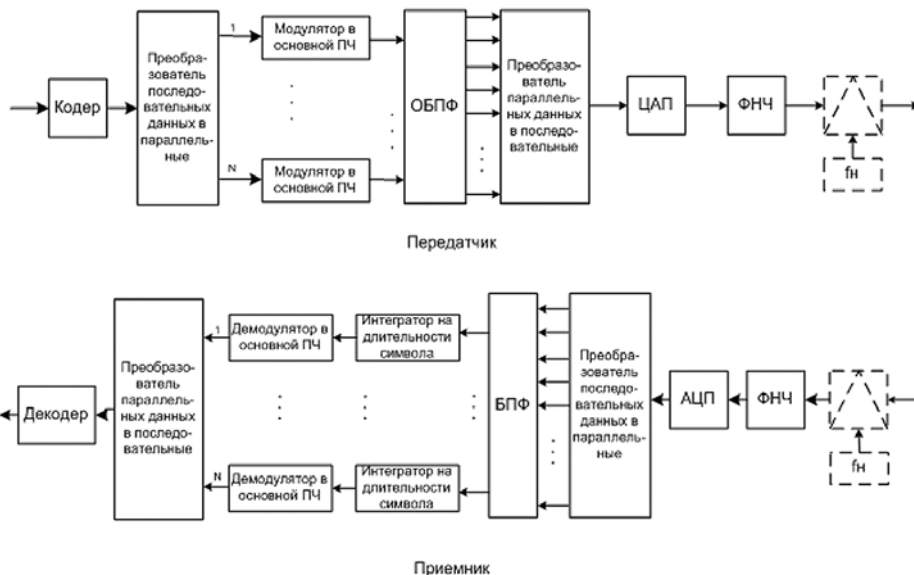 Кодер
Преобра-
зователь
последо-
вательных
данных в
параллель-
ные
1
Модулятор в
основной ПЧ
N
Модулятор в
основной ПЧ
ОБПФ
Преобразо-
ватель
параллель-
ных данных
в последо-
вательные
ЦАП
ФНЧ
fн
Передатчик
Декодер
Преобразо-
ватель
параллель-
ных данных
в последо-
вательные
1
Демодулятор в
основной ПЧ
Интегратор на
длительности
символа
N
Демодулятор в
основной ПЧ
Интегратор на
длительности
символа
БПФ
Преобра-
зователь
последо-
вательных
данных в
параллель-
ные
АЦП
ФНЧ
fн
Приемник